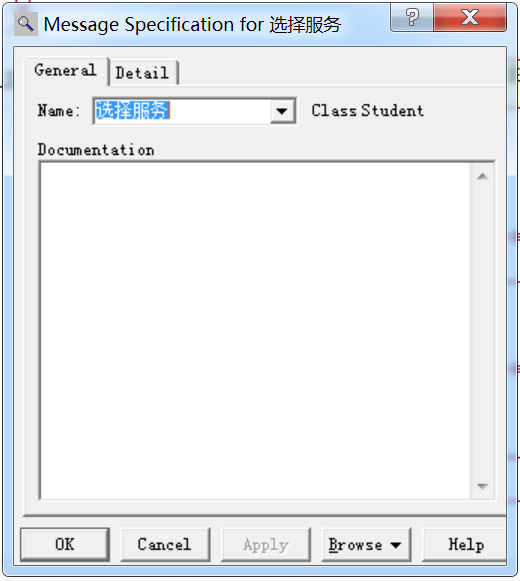 Message Specification for 选择服务
General Detail
Name: 选择服务 Class Student
Documentation
OK Cancel Apply Browse Help